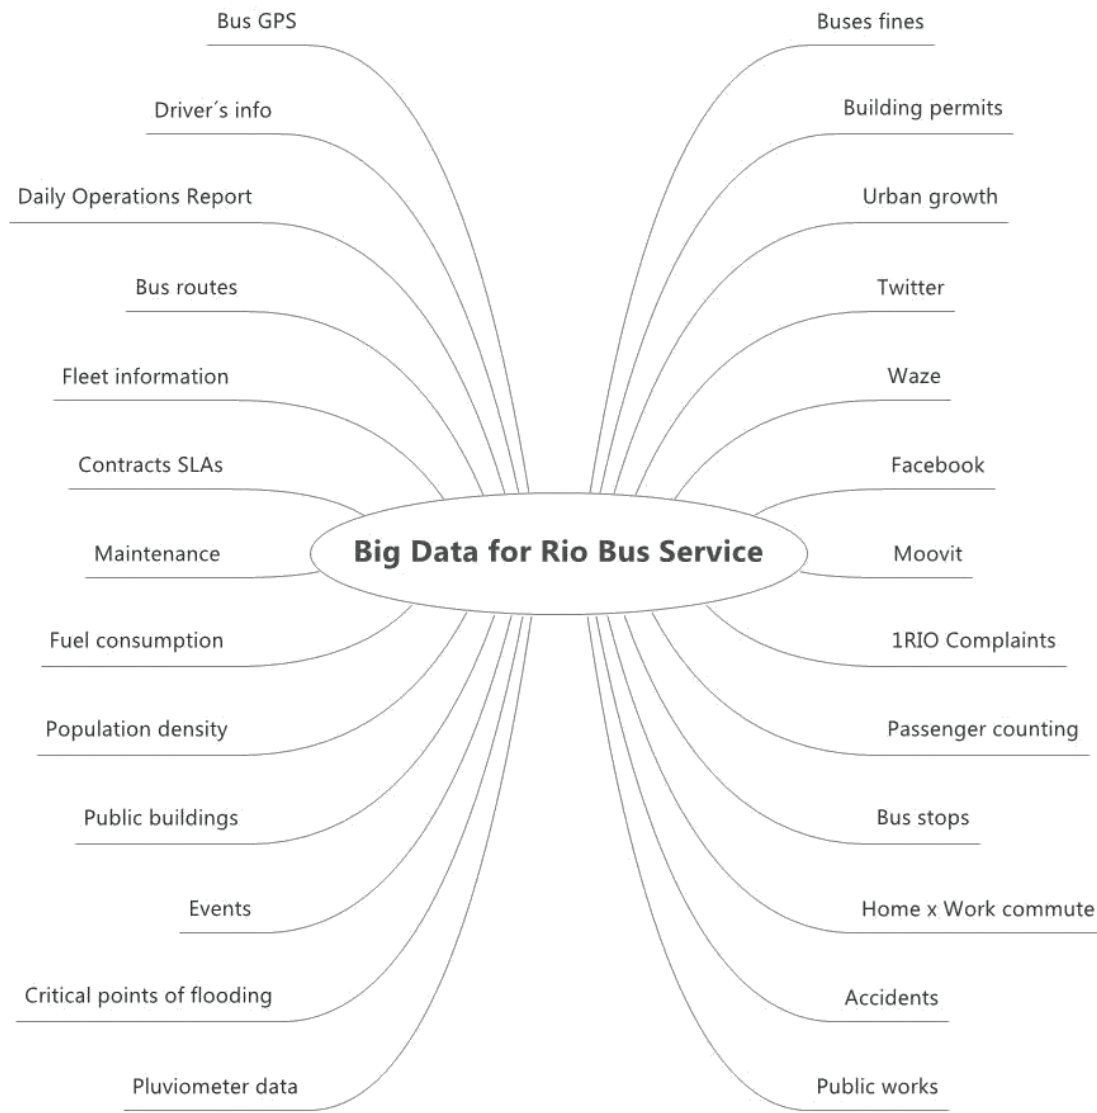 Bus GPS
Buses fines
Driver´s info
Building permits
Daily Operations Report
Urban growth
Bus routes
Twitter
Fleet information
Waze
Contracts SLAs
Facebook
Big Data for Rio Bus Service
Maintenance
Moovit
Fuel consumption
1RIO Complaints
Population density
Passenger counting
Public buildings
Bus stops
Events
Home x Work commute
Critical points of flooding
Accidents
Pluviometer data
Public works